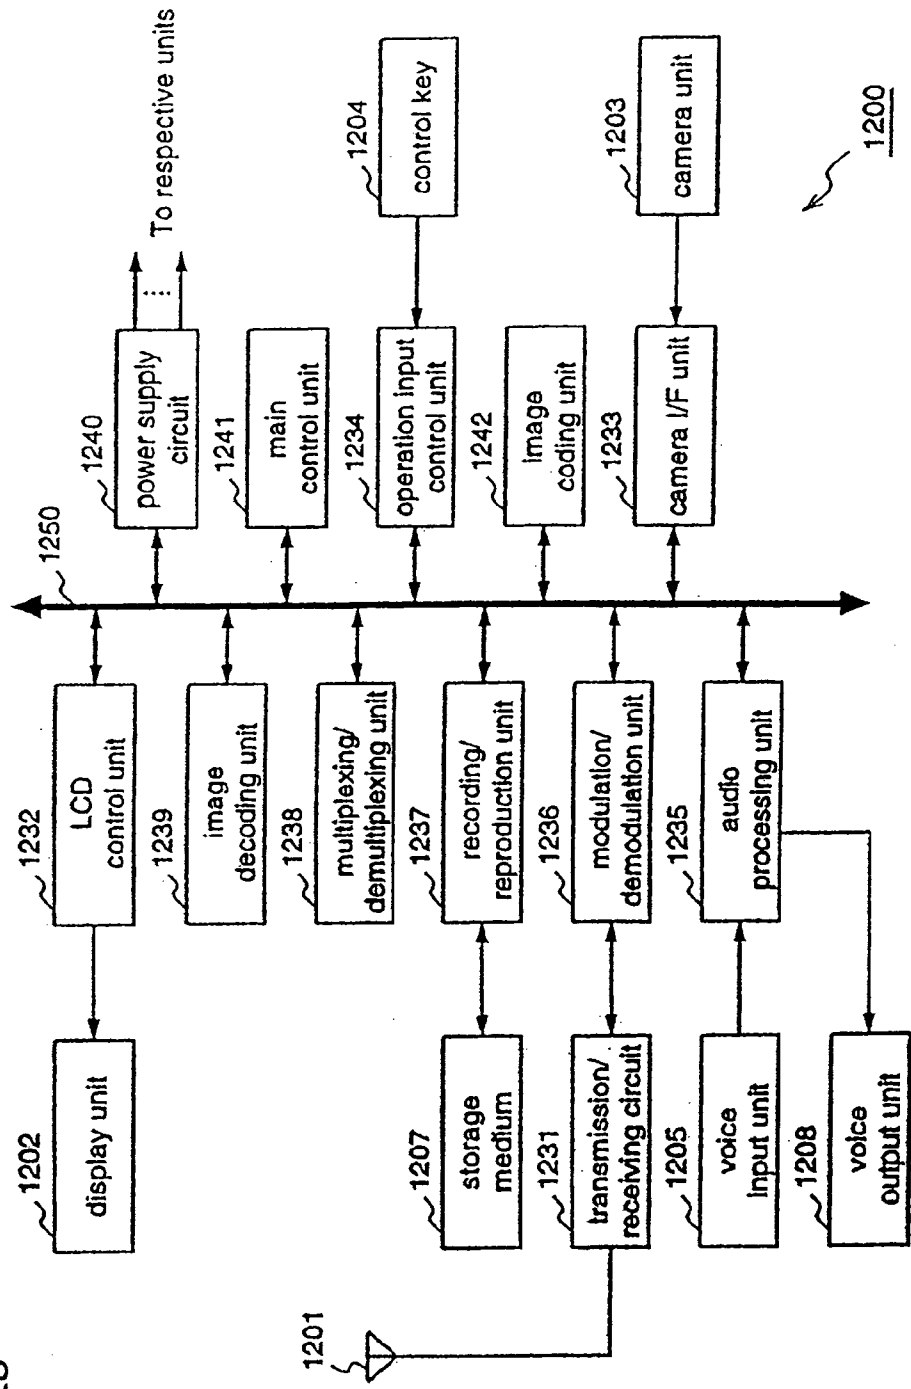 1202
display unit
1232
LCD
control unit
1250
1240
power supply
circuit
To respective units
1239
image
decoding unit
1241
main
control unit
1201
1238
multiplexing/
demultiplexing unit
1234
operation input
control unit
1204
control key
1207
storage
medium
1237
recording/
reproduction unit
1242
image
coding unit
1231
transmission/
receiving circuit
1236
modulation/
demodulation unit
1233
camera I/F unit
1203
camera unit
1205
voice
input unit
1235
audio
processing unit
1208
voice
output unit
1200